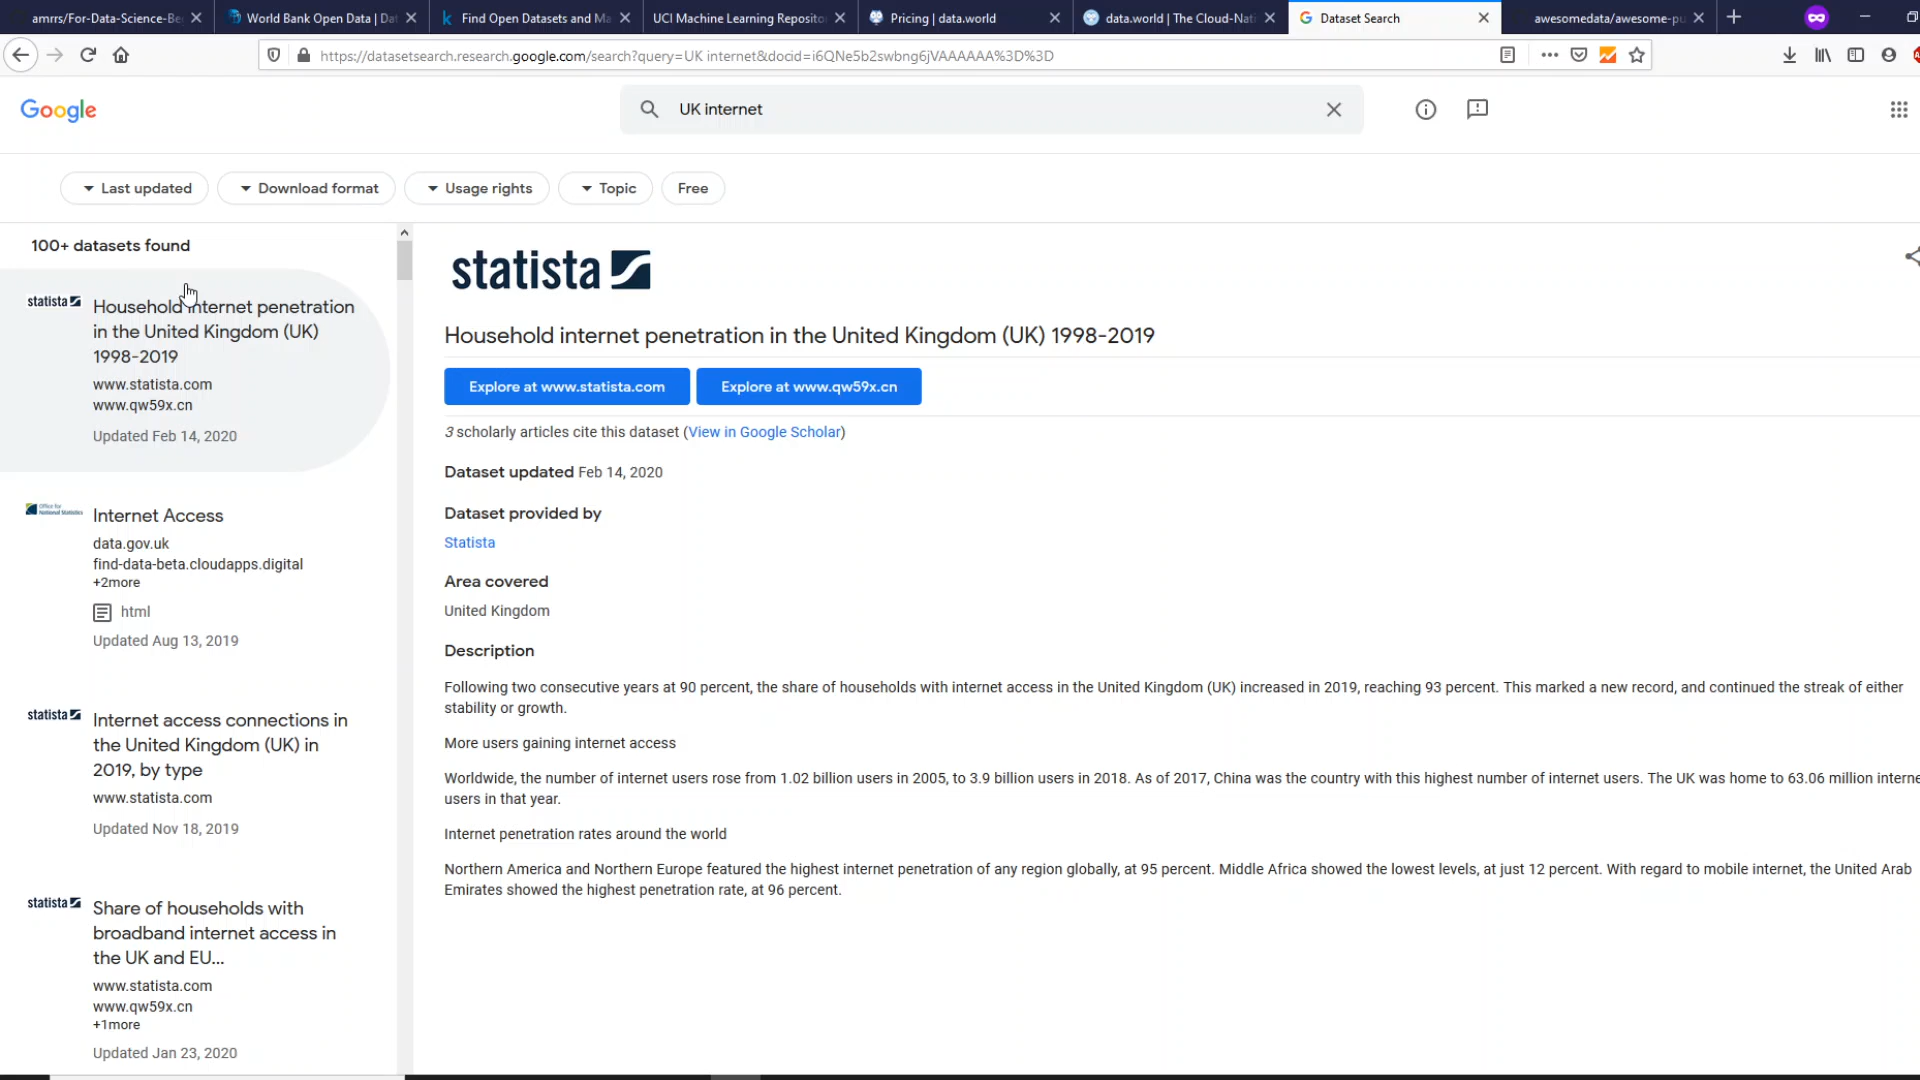 amrrs/For-Data-Science-Be
World Bank Open Data | Dat
Find Open Datasets and Ma
UCI Machine Learning Reposito
Pricing | data.world
data.world | The Cloud-Nati
Dataset Search
awesomedata/awesome-pu
https://datasetsearch.research.google.com/search?query=UK internet&docid=i6QNe5b2swbng6jVAAAAAA%3D%3D
Google
UK internet
Last updated
Download format
Usage rights
Topic
Free
100+ datasets found
statista
Household internet penetration
in the United Kingdom (UK)
1998-2019
www.statista.com
www.qw59x.cn
Updated Feb 14, 2020
Office for
National Statistics
Internet Access
data.gov.uk
find-data-beta.cloudapps.digital
+2more
html
Updated Aug 13, 2019
statista
Internet access connections in
the United Kingdom (UK) in
2019, by type
www.statista.com
Updated Nov 18, 2019
statista
Share of households with
broadband internet access in
the UK and EU...
www.statista.com
www.qw59x.cn
+1more
Updated Jan 23, 2020
statista
Household internet penetration in the United Kingdom (UK) 1998-2019
Explore at www.statista.com
Explore at www.qw59x.cn
3 scholarly articles cite this dataset (View in Google Scholar)
Dataset updated Feb 14, 2020
Dataset provided by
Statista
Area covered
United Kingdom
Description
Following two consecutive years at 90 percent, the share of households with internet access in the United Kingdom (UK) increased in 2019, reaching 93 percent. This marked a new record, and continued the streak of either
stability or growth.
More users gaining internet access
Worldwide, the number of internet users rose from 1.02 billion users in 2005, to 3.9 billion users in 2018. As of 2017, China was the country with this highest number of internet users. The UK was home to 63.06 million interne
users in that year.
Internet penetration rates around the world
Northern America and Northern Europe featured the highest internet penetration of any region globally, at 95 percent. Middle Africa showed the lowest levels, at just 12 percent. With regard to mobile internet, the United Arab
Emirates showed the highest penetration rate, at 96 percent.